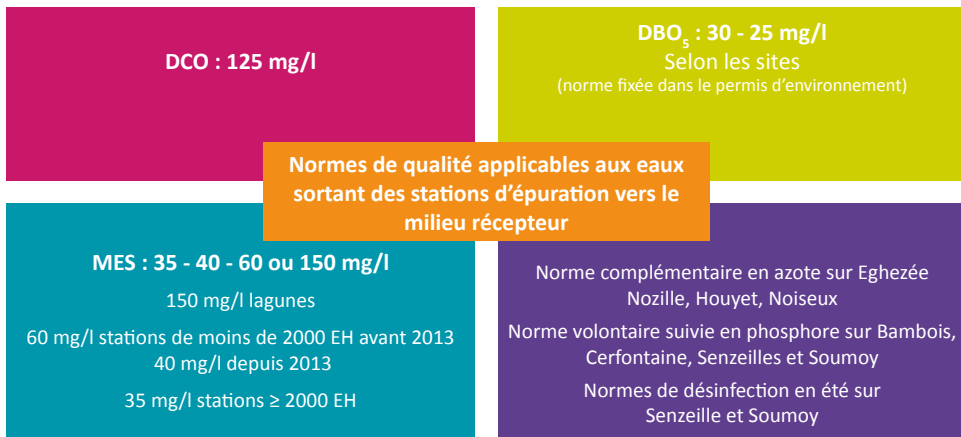 DCO : 125 mg/l
DBO₅ : 30 - 25 mg/l
Selon les sites
(norme fixée dans le permis d'environnement)
Normes de qualité applicables aux eaux
sortant des stations d'épuration vers le
milieu récepteur
MES : 35 - 40 - 60 ou 150 mg/l
150 mg/l lagunes
60 mg/l stations de moins de 2000 EH avant 2013
40 mg/l depuis 2013
35 mg/l stations ≥ 2000 EH
Norme complémentaire en azote sur Eghezée
Nozille, Houyet, Noiseux
Norme volontaire suivie en phosphore sur Bambois,
Cerfontaine, Senzeilles et Soumoy
Normes de désinfection en été sur
Senzeille et Soumoy